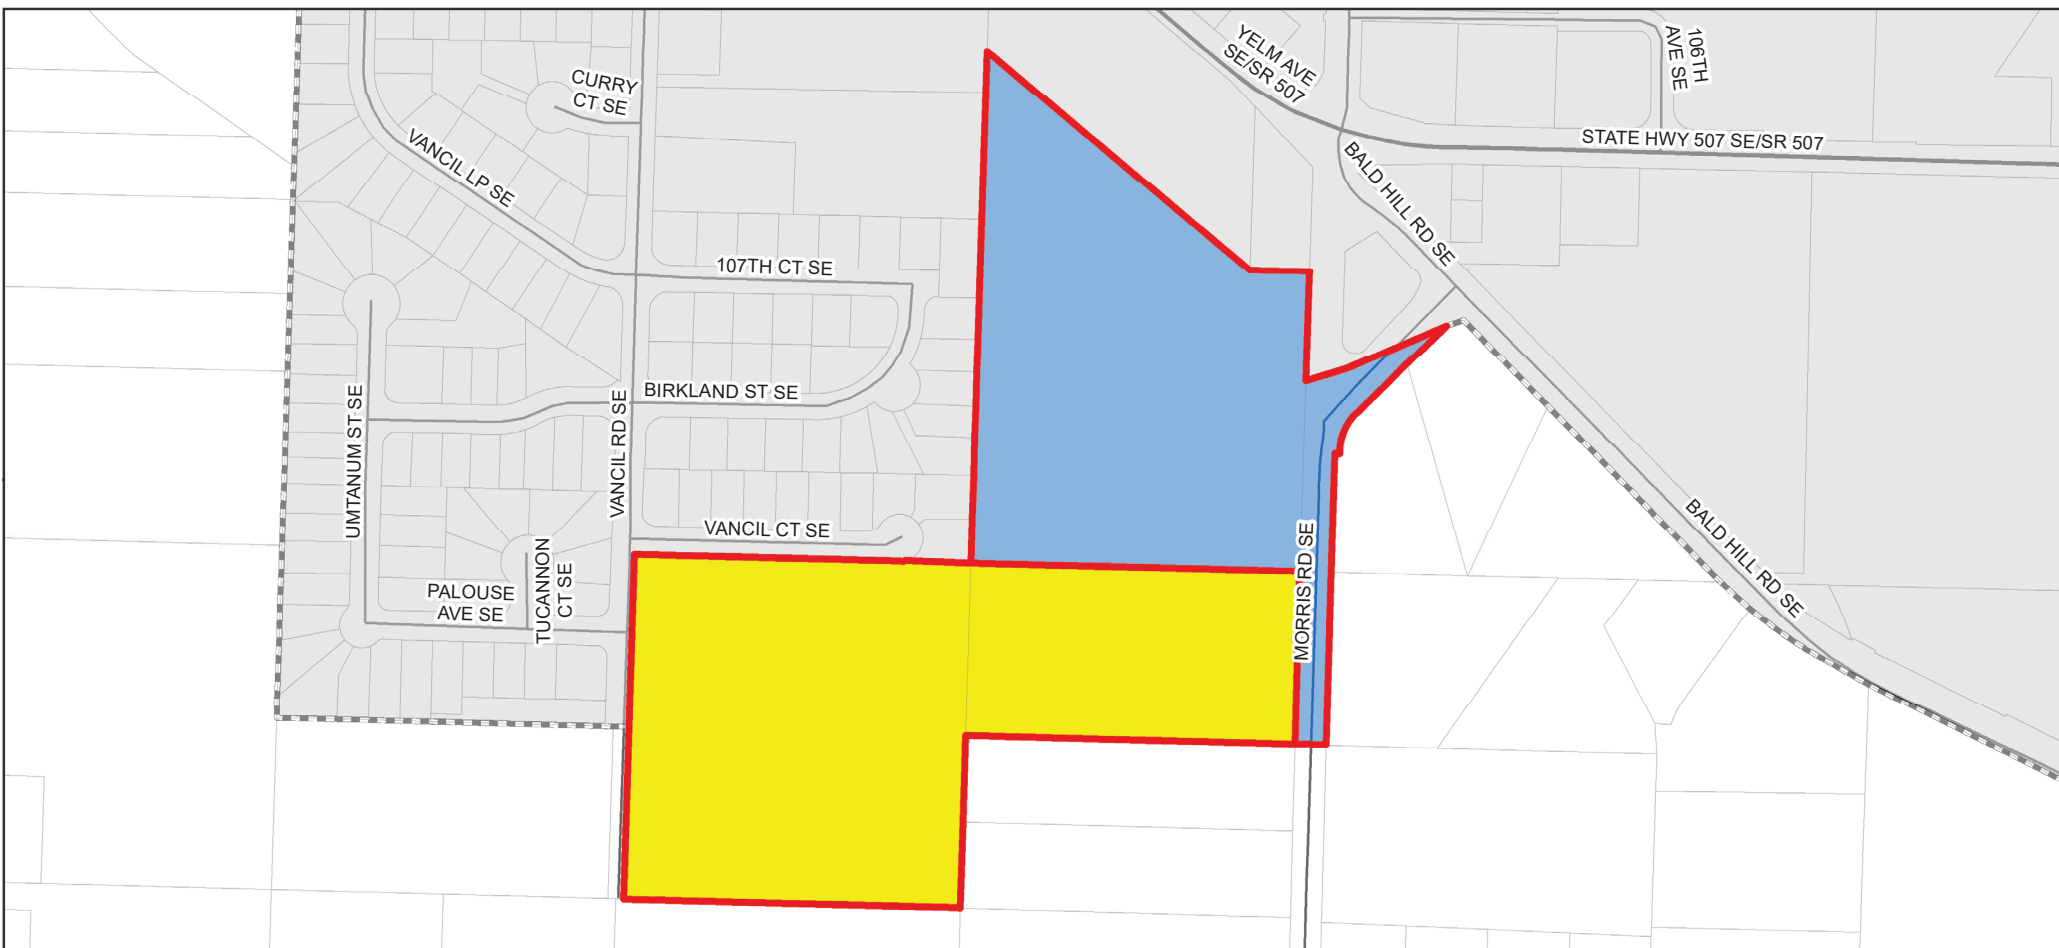 YELM AVE
SE/SR 507
106TH
AVE SE
CURRY
CT SE
STATE HWY 507 SE/SR 507
VANCIL LP SE
BALD HILL RD SE
107TH CT SE
BIRKLAND ST SE
UMTANUM ST SE
VANCIL RD SE
VANCIL CT SE
BALD HILL RD SE
MORRIS RD SE
PALOUSE
AVE SE
TUCANNON
CT SE